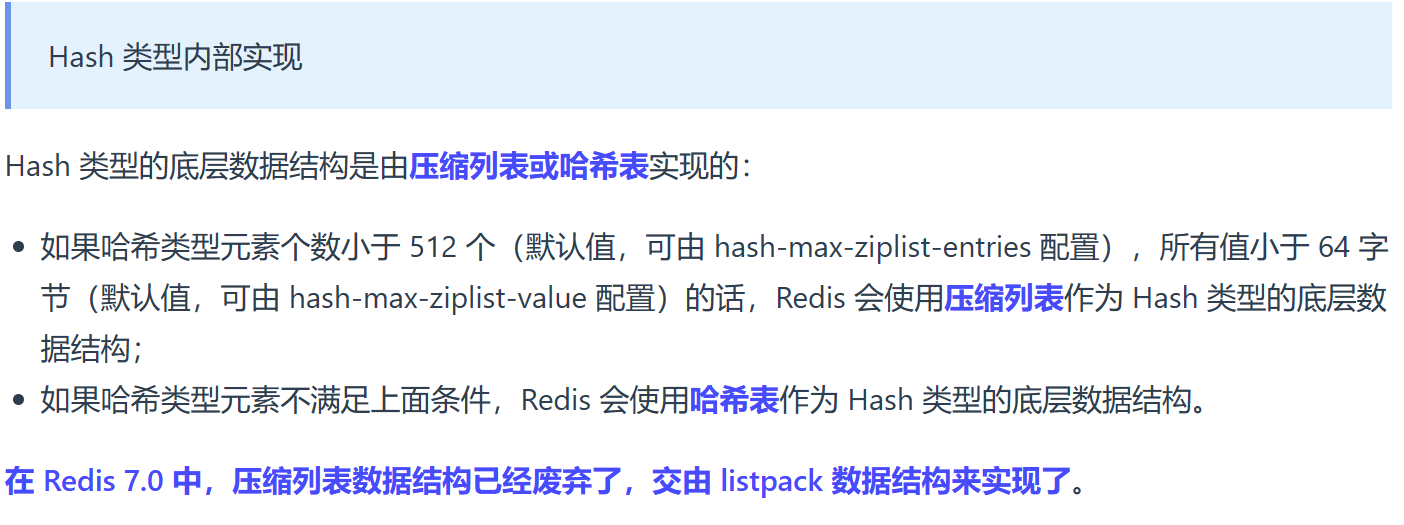 Hash 类型内部实现
Hash 类型的底层数据结构是由压缩列表或哈希表实现的：
如果哈希类型元素个数小于 512 个（默认值，可由 hash-max-ziplist-entries 配置），所有值小于 64 字
节（默认值，可由 hash-max-ziplist-value 配置）的话，Redis 会使用压缩列表作为 Hash 类型的底层数
据结构；
如果哈希类型元素不满足上面条件，Redis 会使用哈希表作为 Hash 类型的底层数据结构。
在 Redis 7.0 中，压缩列表数据结构已经废弃了，交由 listpack 数据结构来实现了。